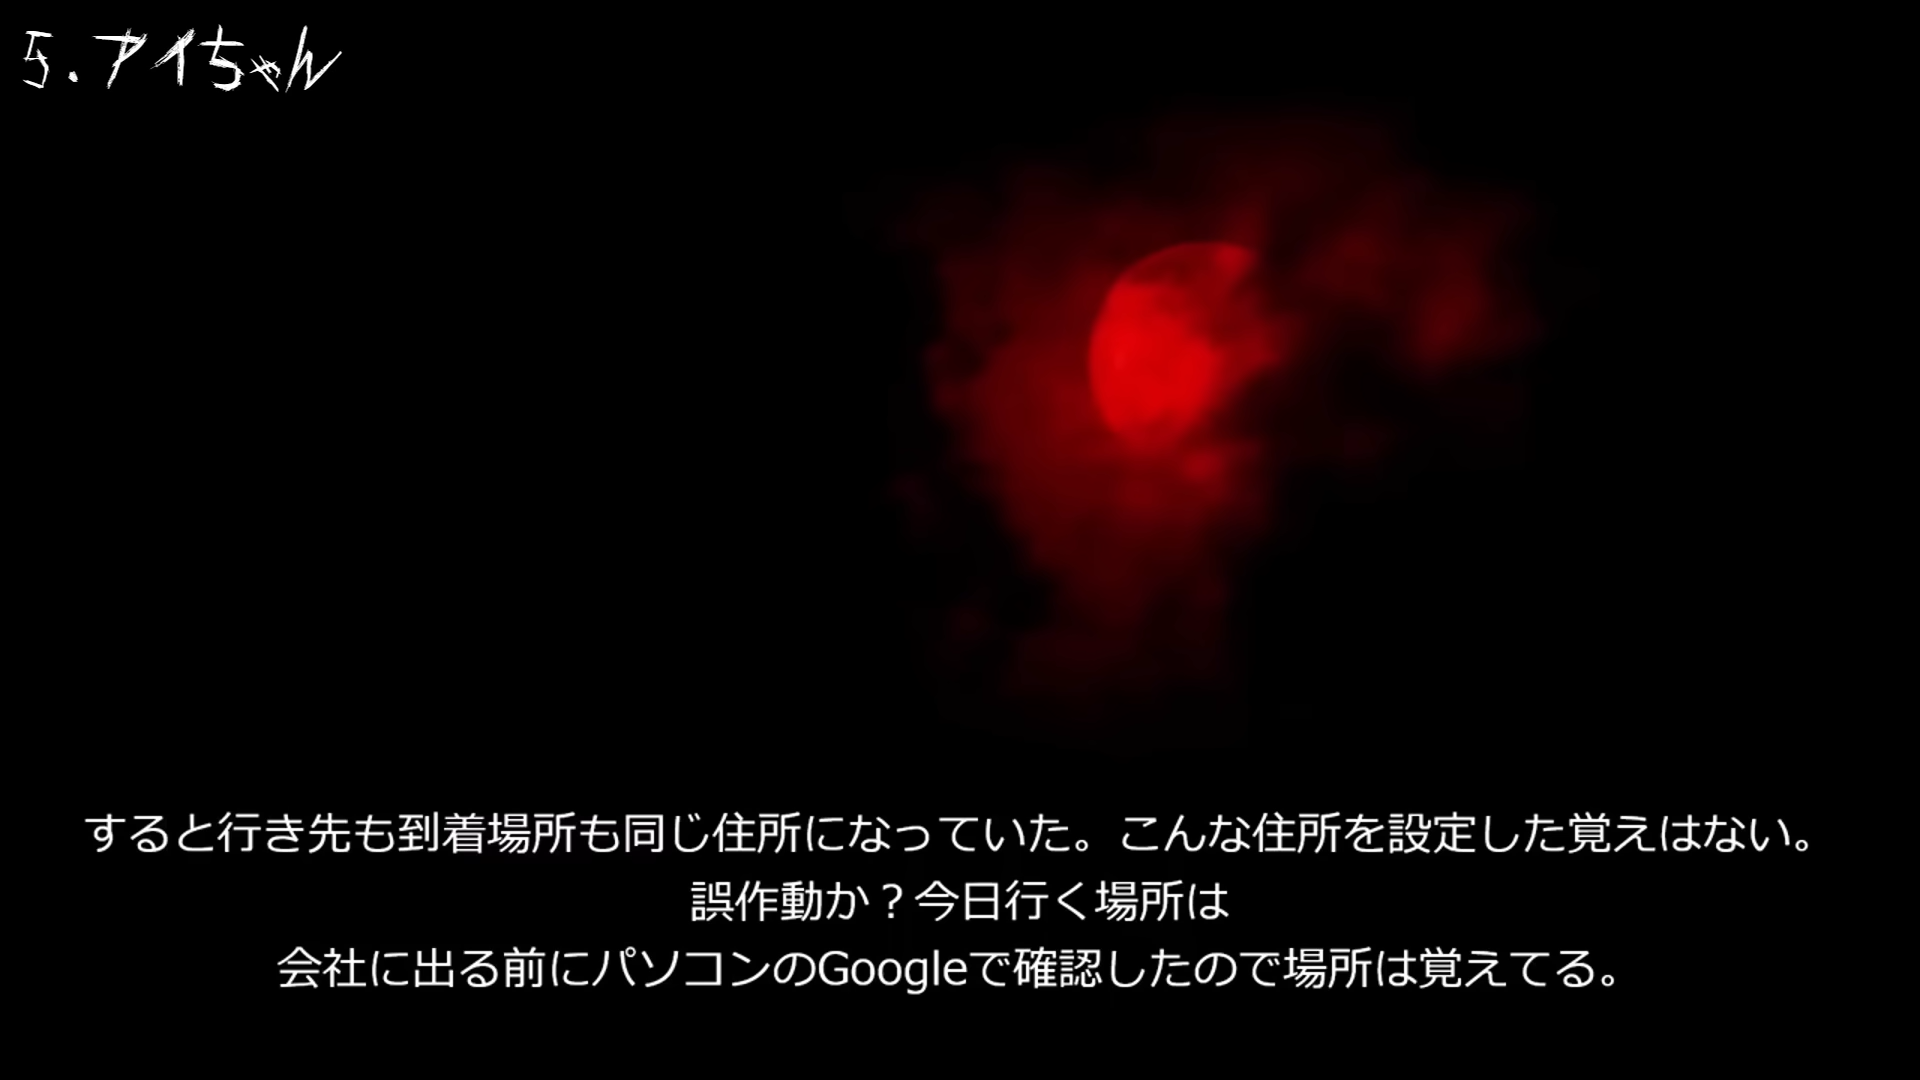 5.アイちゃん
すると行き先も到着場所も同じ住所になっていた。こんな住所を設定した覚えはない。
誤作動か？今日行く場所は
会社に出る前にパソコンのGoogleで確認したので場所は覚えてる。